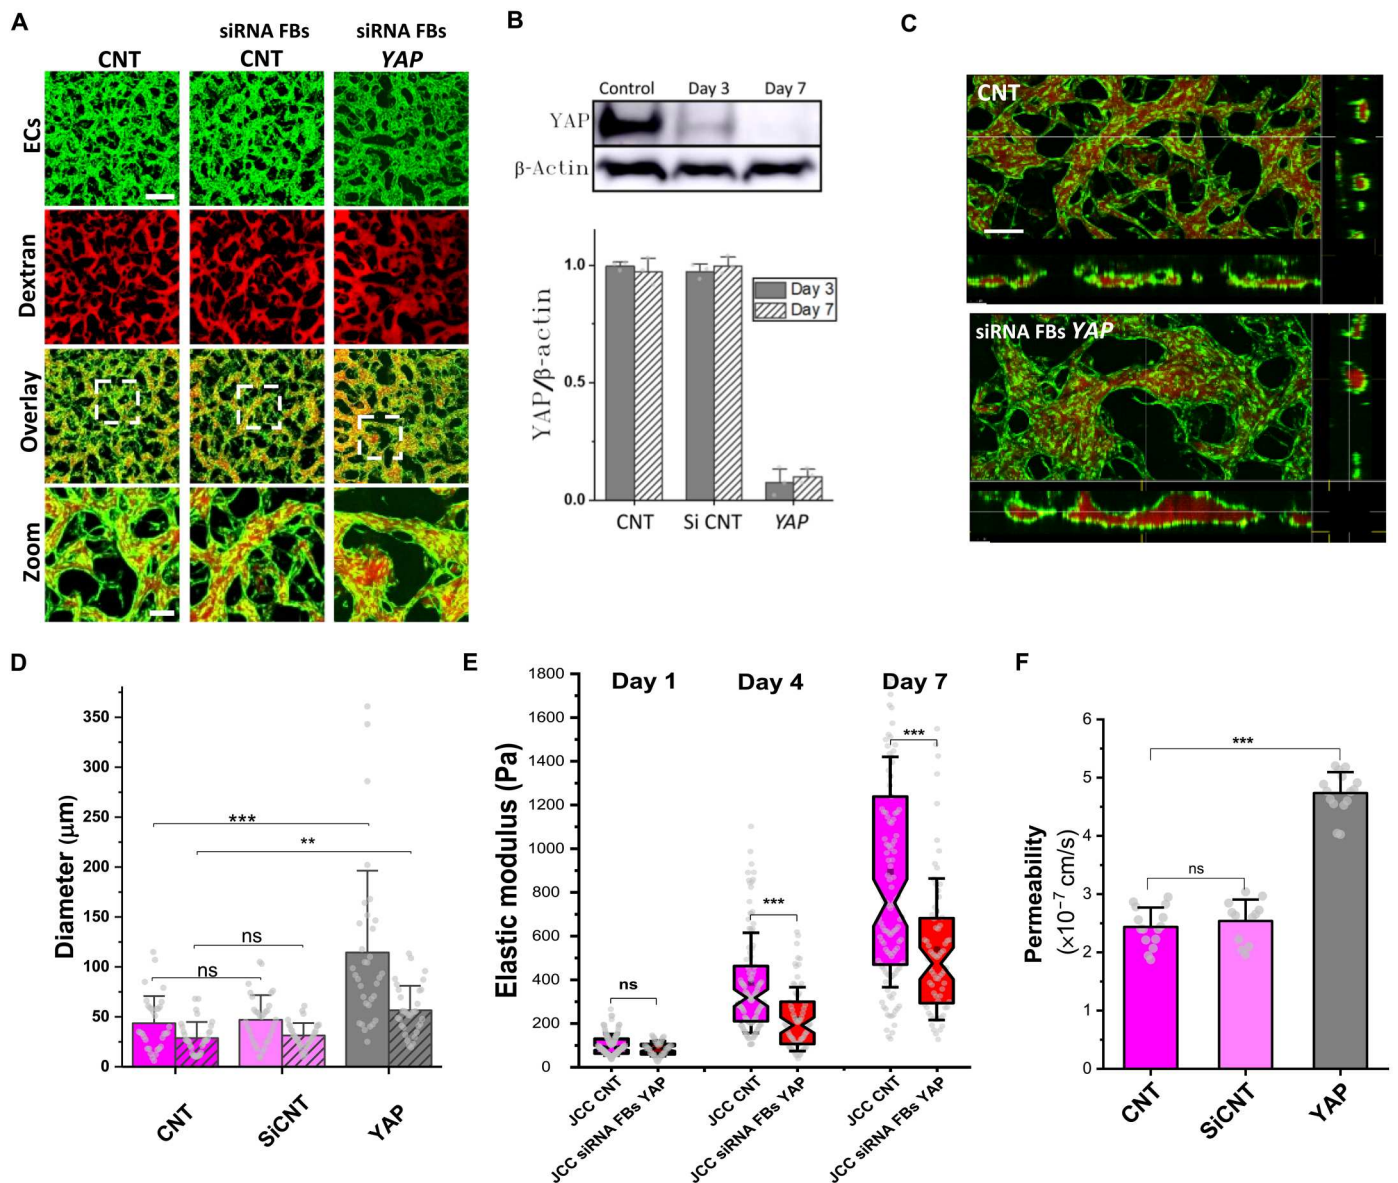 A
siRNA FBs
siRNA FBs
CNT
CNT
YAP
ECs
Dextran
Overlay
Zoom
B
Control
Day 3
Day 7
YAP
β-Actin
YAP/β-actin
1.0
0.5
0.0
Day 3
Day 7
CNT
Si CNT
YAP
C
CNT
siRNA FBs YAP
D
Diameter (μm)
350
300
250
200
150
100
50
0
***
**
ns
ns
CNT
SiCNT
YAP
E
Elastic modulus (Pa)
1800
1600
1400
1200
1000
800
600
400
200
0
Day 1
Day 4
Day 7
ns
***
***
JCC CNT
JCC siRNA FBs YAP
JCC CNT
JCC siRNA FBs YAP
JCC CNT
JCC siRNA FBs YAP
F
Permeability
(×10⁻⁷ cm/s)
6
5
4
3
2
1
0
***
ns
CNT
SiCNT
YAP